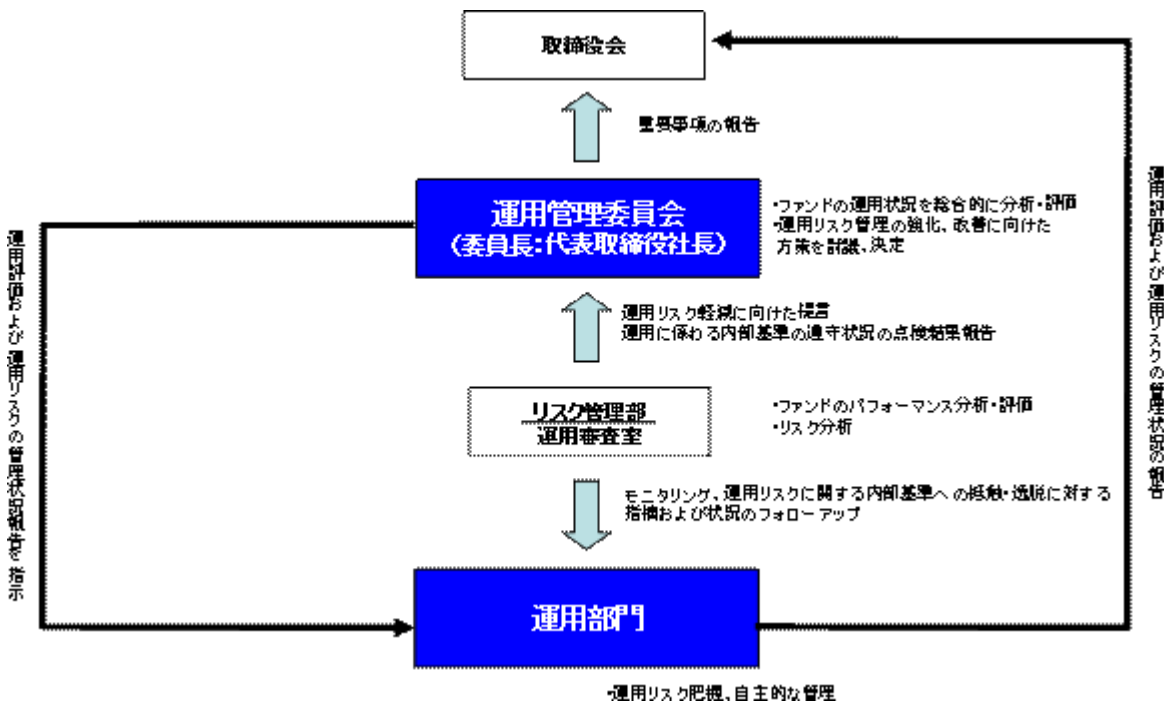 取締役会
重要事項の報告
運用管理委員会
(委員長:代表取締役社長)
・ファンドの運用状況を総合的に分析・評価
・運用リスク管理の強化、改善に向けた
方策を討議、決定
運用リスク軽減に向けた提言
運用に係わる内部基準の遵守状況の点検結果報告
リスク管理部
運用審査室
・ファンドのパフォーマンス分析・評価
・リスク分析
モニタリング、運用リスクに関する内部基準への抵触・逸脱に対する
指摘および状況のフォローアップ
運用部門
・運用リスク把握、自主的な管理
運用評価および運用リスクの管理状況報告を指示
運用評価および運用リスクの管理状況の報告